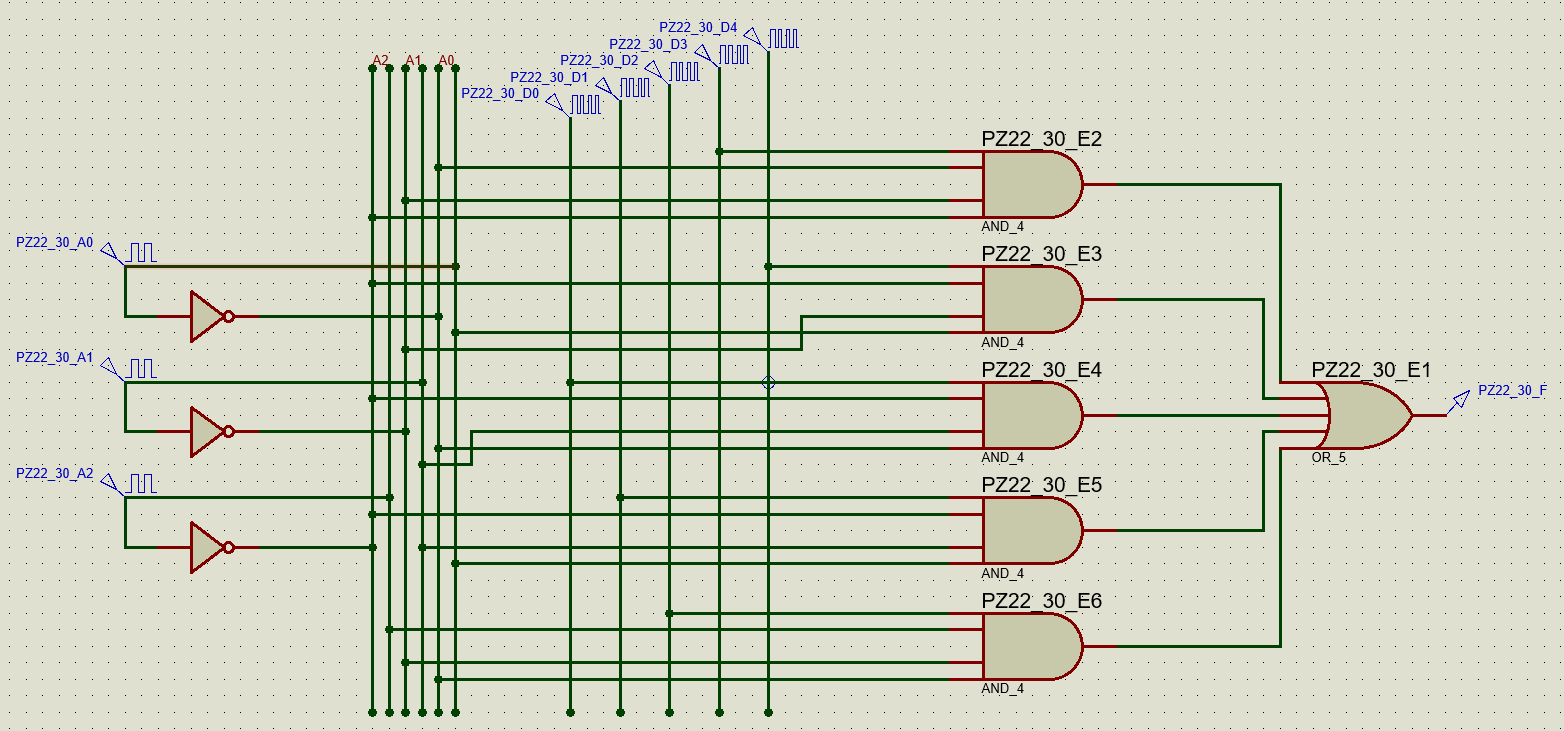 PZ22_30_D4
PZ22_30_D3
A2 A1 A0
PZ22_30_D2
PZ22_30_D1
PZ22_30_D0
PZ22_30_E2
AND_4
PZ22_30_A0
PZ22_30_E3
AND_4
PZ22_30_A1
PZ22_30_E4
PZ22_30_E1
PZ22_30_F
AND_4
OR_5
PZ22_30_A2
PZ22_30_E5
AND_4
PZ22_30_E6
AND_4